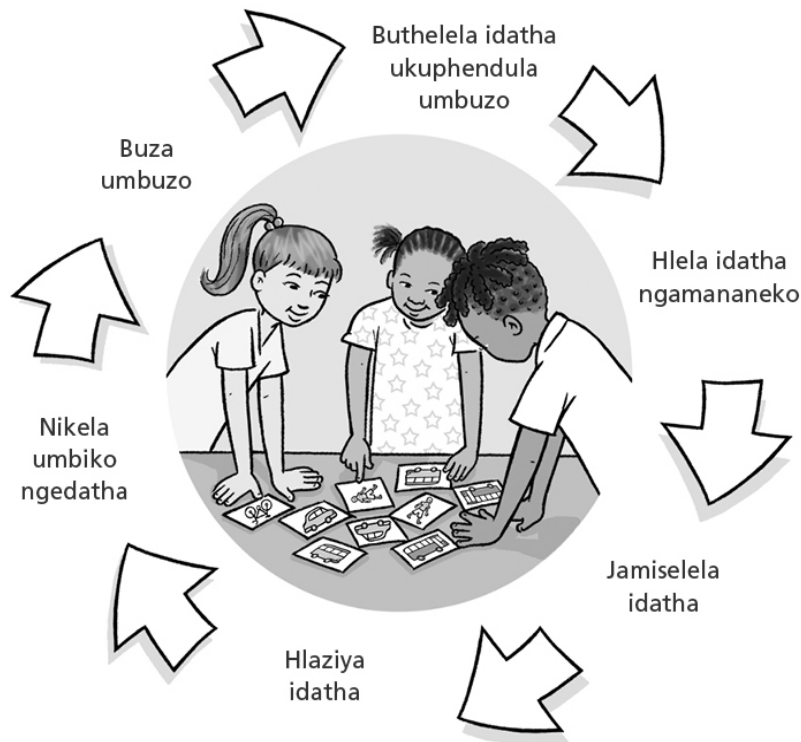 Buthelela idatha
ukuphendula
umbuzo
Buza
umbuzo
Hlela idatha
ngamananeko
Nikela
umbiko
ngedatha
Jamiselela
idatha
Hlaziya
idatha